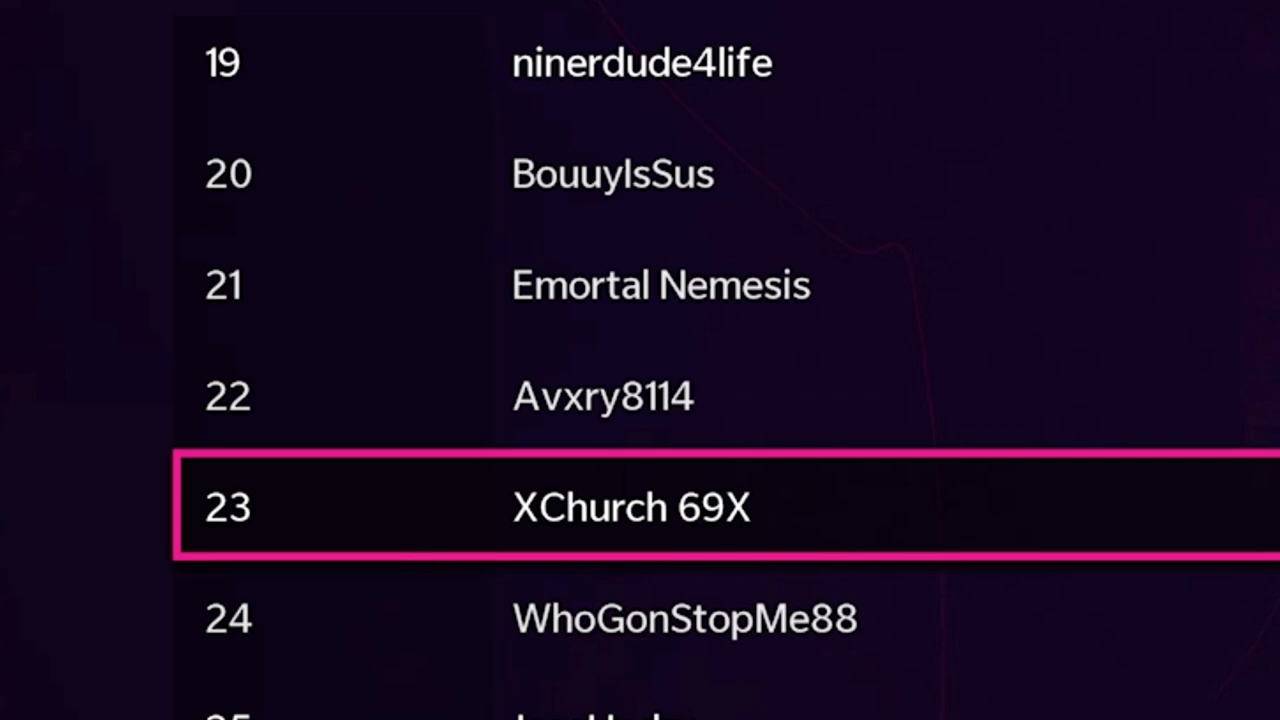 19 ninerdude4life
20 BouuyIsSus
21 Emortal Nemesis
22 Avxry8114
23 XChurch 69X
24 WhoGonStopMe88